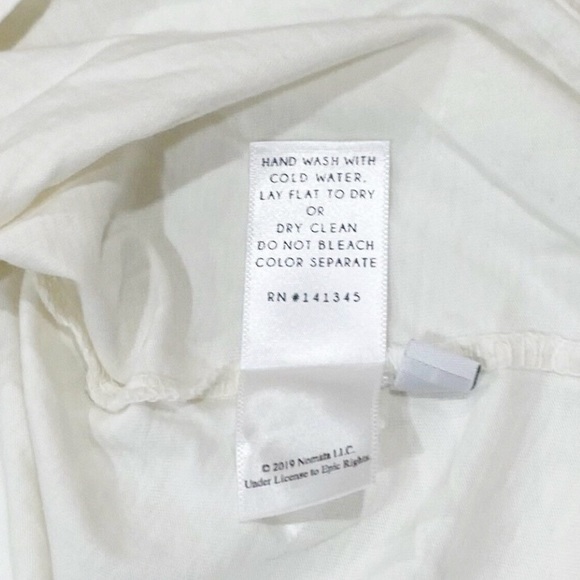 HAND WASH WITH
COLD WATER,
LAY FLAT TO DRY
OR
DRY CLEAN
DO NOT BLEACH
COLOR SEPARATE
RN #141345
© 2019 Nomata LLC.
Under License to Epic Rights